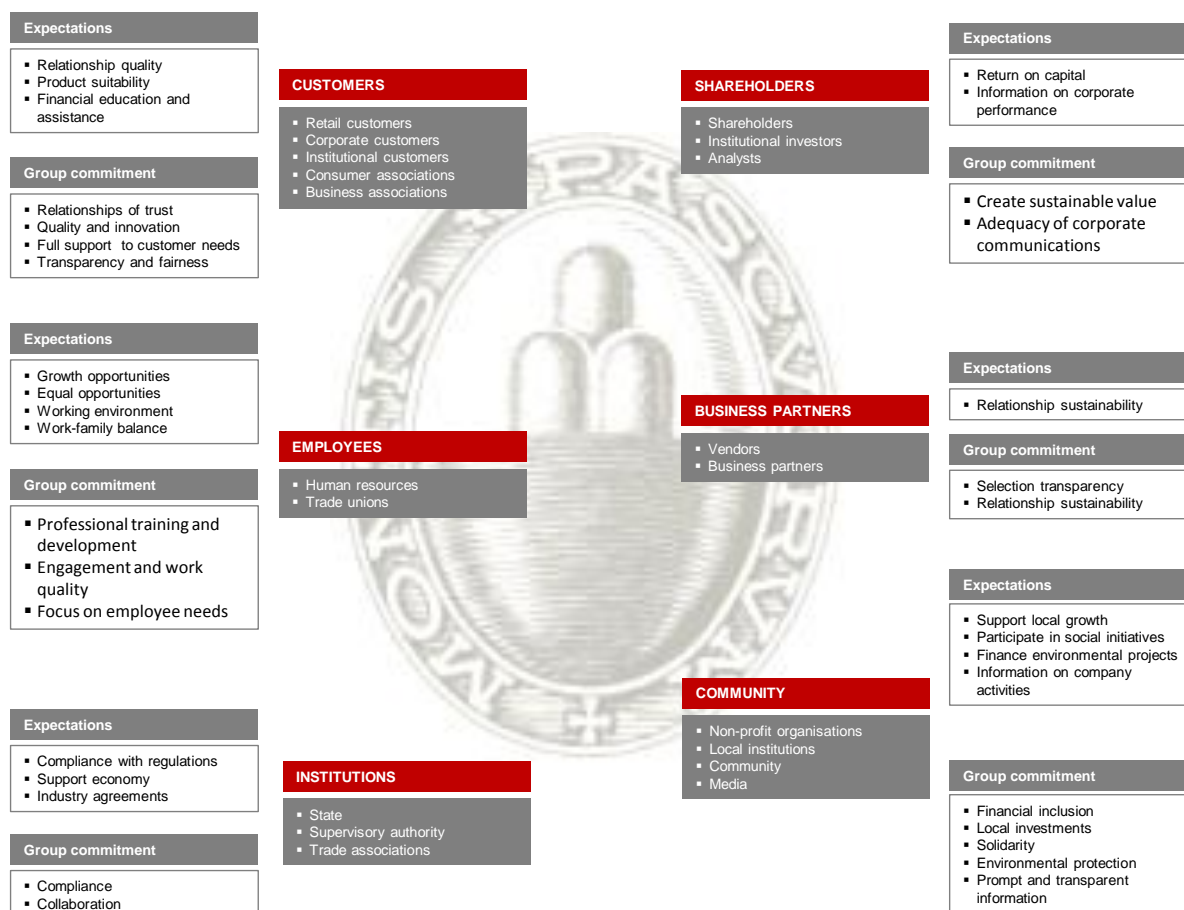 Expectations
▪ Relationship quality
▪ Product suitability
▪ Financial education and
assistance
Group commitment
▪ Relationships of trust
▪ Quality and innovation
▪ Full support to customer needs
▪ Transparency and fairness
CUSTOMERS
▪ Retail customers
▪ Corporate customers
▪ Institutional customers
▪ Consumer associations
▪ Business associations
SHAREHOLDERS
▪ Shareholders
▪ Institutional investors
▪ Analysts
Expectations
▪ Return on capital
▪ Information on corporate
performance
Group commitment
▪ Create sustainable value
▪ Adequacy of corporate
communications
Expectations
▪ Growth opportunities
▪ Equal opportunities
▪ Working environment
▪ Work-family balance
Group commitment
▪ Professional training and
development
▪ Engagement and work
quality
▪ Focus on employee needs
EMPLOYEES
▪ Human resources
▪ Trade unions
BUSINESS PARTNERS
▪ Vendors
▪ Business partners
Expectations
▪ Relationship sustainability
Group commitment
▪ Selection transparency
▪ Relationship sustainability
Expectations
▪ Compliance with regulations
▪ Support economy
▪ Industry agreements
Group commitment
▪ Compliance
▪ Collaboration
INSTITUTIONS
▪ State
▪ Supervisory authority
▪ Trade associations
COMMUNITY
▪ Non-profit organisations
▪ Local institutions
▪ Community
▪ Media
Expectations
▪ Support local growth
▪ Participate in social initiatives
▪ Finance environmental projects
▪ Information on company
activities
Group commitment
▪ Financial inclusion
▪ Local investments
▪ Solidarity
▪ Environmental protection
▪ Prompt and transparent
information